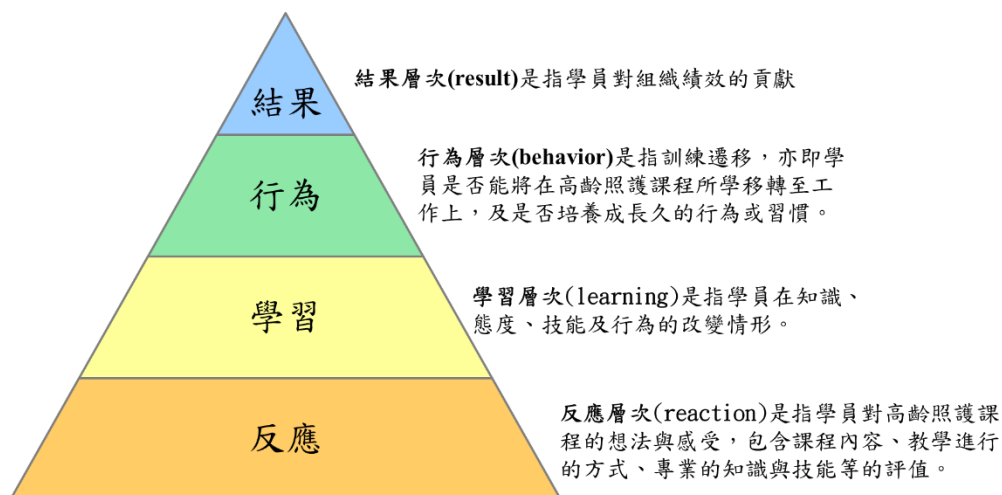 結果
結果層次(result)是指學員對組織績效的貢獻
行為
行為層次(behavior)是指訓練遷移，亦即學
員是否能將在高齡照護課程所學移轉至工
作上，及是否培養成長久的行為或習慣。
學習
學習層次(learning)是指學員在知識、
態度、技能及行為的改變情形。
反應
反應層次(reaction)是指學員對高齡照護課
程的想法與感受，包含課程內容、教學進行
的方式、專業的知識與技能等的評值。